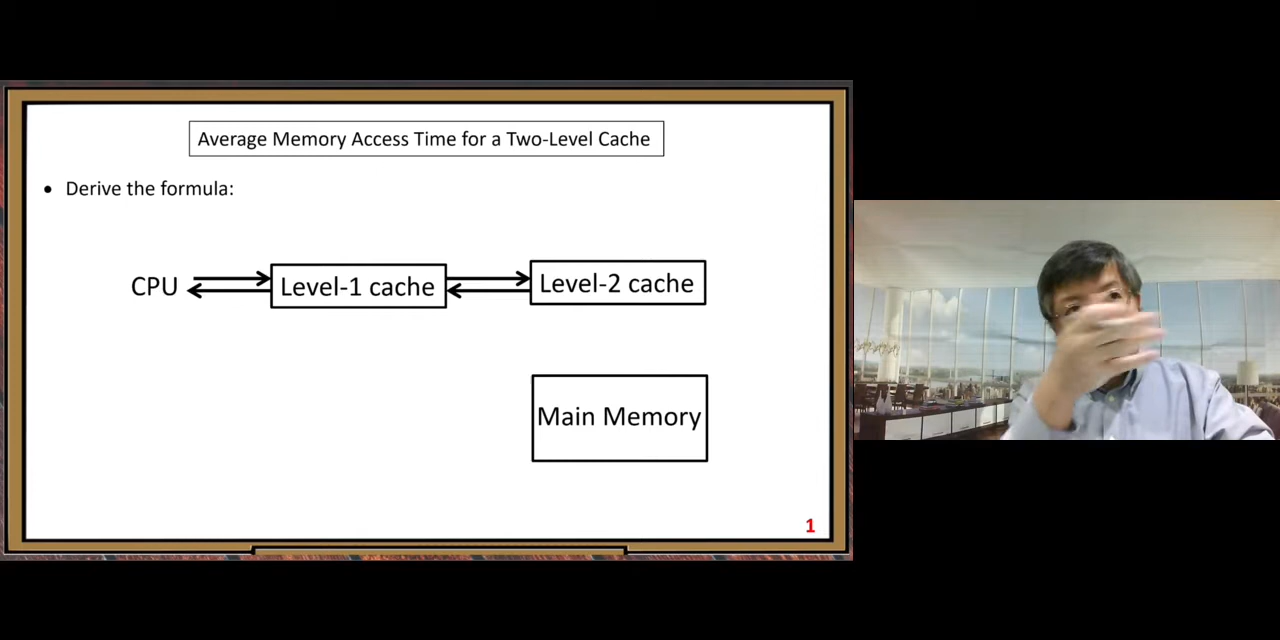 Average Memory Access Time for a Two-Level Cache
• Derive the formula:
CPU
Level-1 cache
Level-2 cache
Main Memory
1